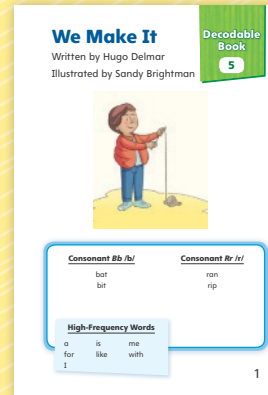 We Make It
Written by Hugo Delmar
Illustrated by Sandy Brightman
Decodable
Book
5
Consonant Bb /b/
bat
bit
Consonant Rr /r/
ran
rip
High-Frequency Words
a is me
for like with
I
1